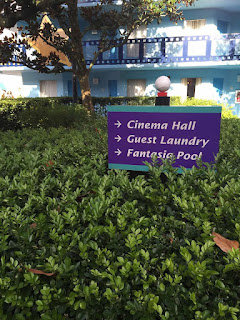 → Cinema Hall
→ Guest Laundry
→ Fantasia Pool